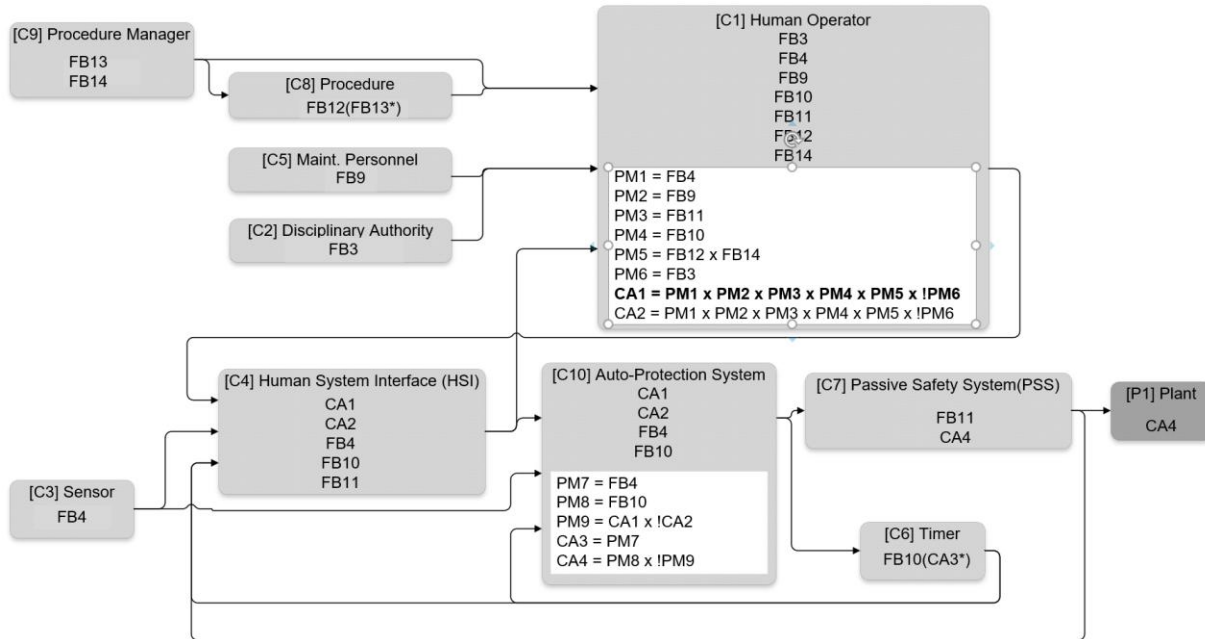 [C9] Procedure Manager
FB13
FB14
[C8] Procedure
FB12(FB13*)
[C5] Maint. Personnel
FB9
[C2] Disciplinary Authority
FB3
[C1] Human Operator
FB3
FB4
FB9
FB10
FB11
FB12
FB14
PM1 = FB4
PM2 = FB9
PM3 = FB11
PM4 = FB10
PM5 = FB12 x FB14
PM6 = FB3
CA1 = PM1 x PM2 x PM3 x PM4 x PM5 x !PM6
CA2 = PM1 x PM2 x PM3 x PM4 x PM5 x !PM6
[C4] Human System Interface (HSI)
CA1
CA2
FB4
FB10
FB11
[C3] Sensor
FB4
[C10] Auto-Protection System
CA1
CA2
FB4
FB10
PM7 = FB4
PM8 = FB10
PM9 = CA1 x !CA2
CA3 = PM7
CA4 = PM8 x !PM9
[C7] Passive Safety System(PSS)
FB11
CA4
[C6] Timer
FB10(CA3*)
[P1] Plant
CA4